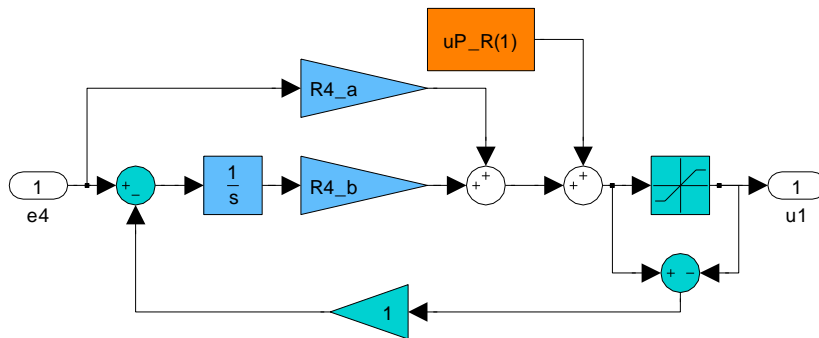 uP_R(1)
R4_a
1
e4
+
−
1
s
R4_b
+
+
+
+
1
u1
+
−
1